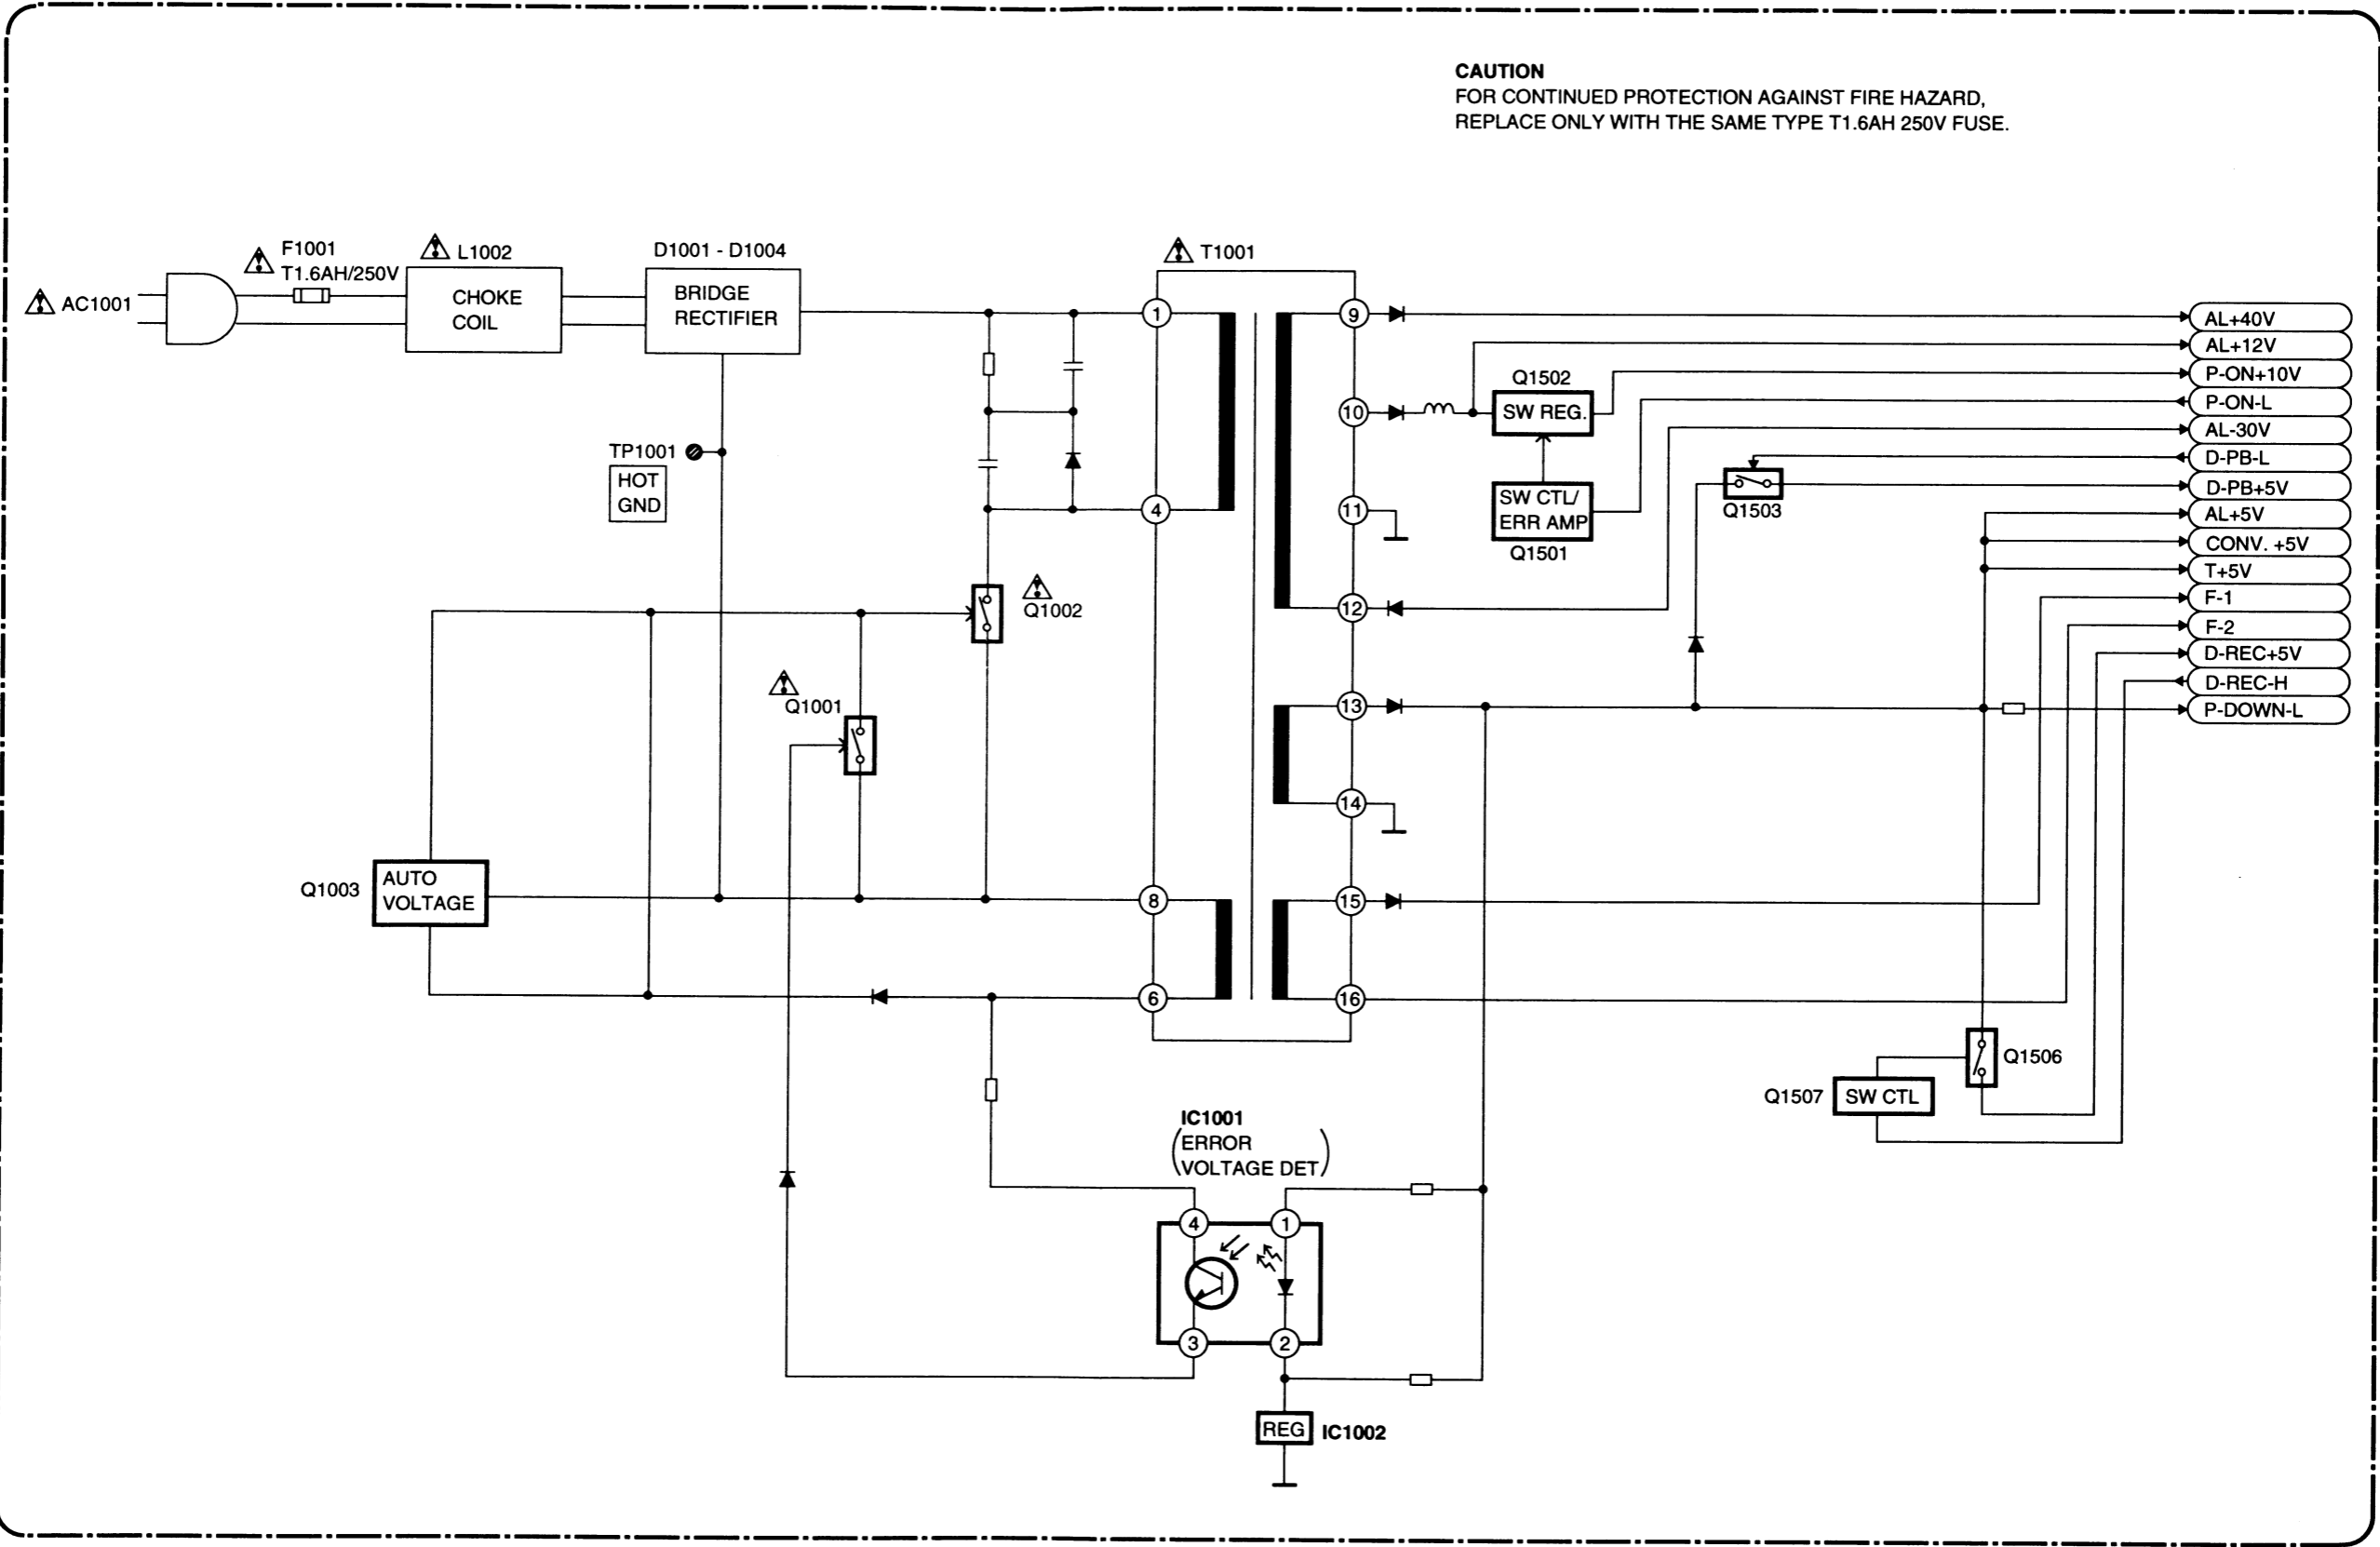 CAUTION
FOR CONTINUED PROTECTION AGAINST FIRE HAZARD,
REPLACE ONLY WITH THE SAME TYPE T1.6AH 250V FUSE.
AC1001
F1001
T1.6AH/250V
L1002
CHOKE
COIL
D1001 - D1004
BRIDGE
RECTIFIER
TP1001
HOT
GND
T1001
1
4
8
6
9
10
11
12
13
14
15
16
Q1502
SW REG.
SW CTL/
ERR AMP
Q1501
Q1503
AL+40V
AL+12V
P-ON+10V
P-ON-L
AL-30V
D-PB-L
D-PB+5V
AL+5V
CONV. +5V
T+5V
F-1
F-2
D-REC+5V
D-REC-H
P-DOWN-L
Q1002
Q1001
Q1003
AUTO
VOLTAGE
Q1506
Q1507
SW CTL
IC1001
(ERROR
VOLTAGE DET)
4
1
3
2
REG
IC1002